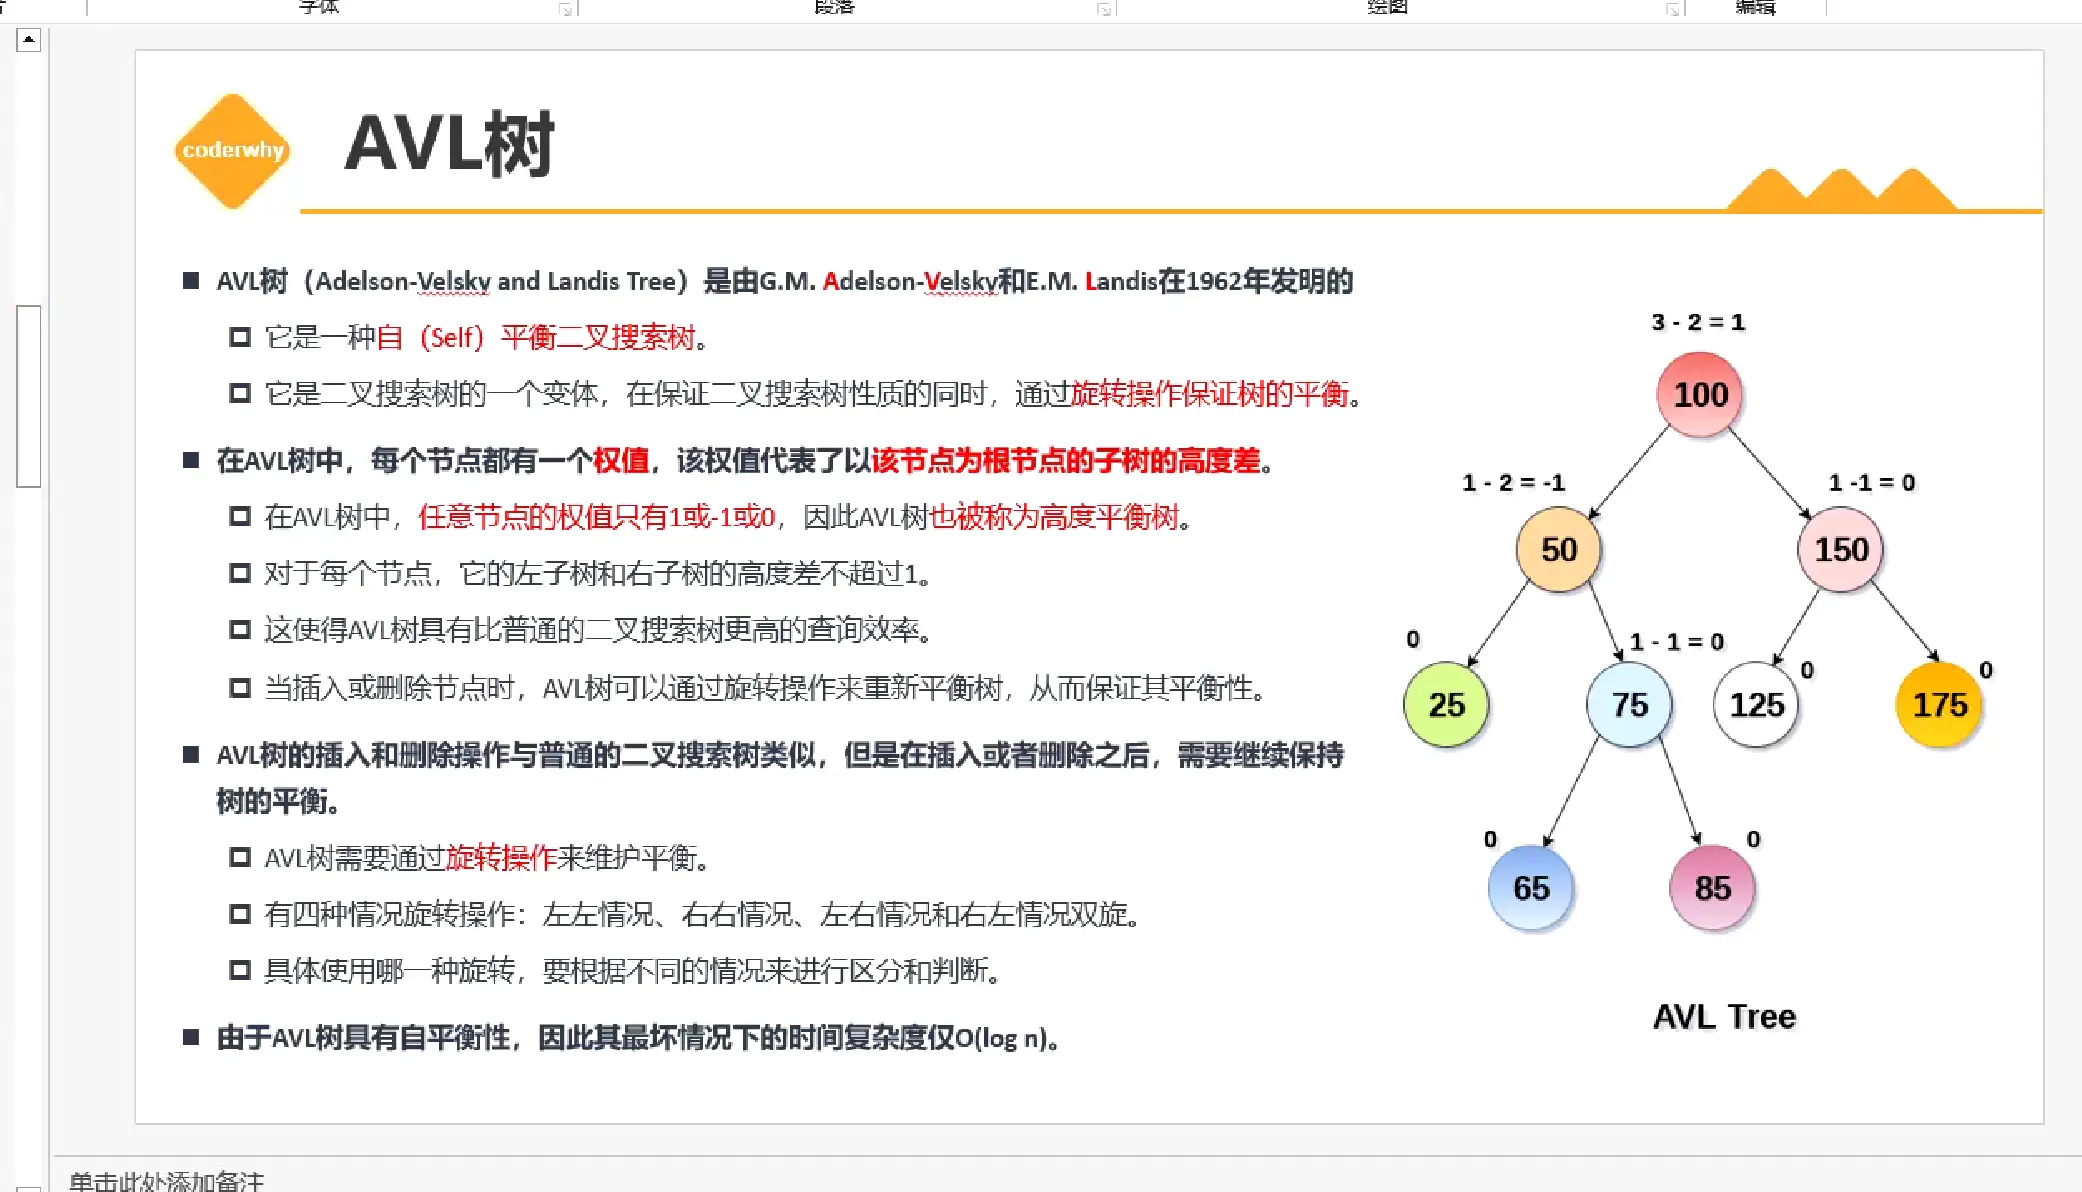 字体
段落
绘图
编辑
coderwhy
AVL树
AVL树（Adelson-Velsky and Landis Tree）是由G.M. Adelson-Velsky和E.M. Landis在1962年发明的
它是一种自（Self）平衡二叉搜索树。
它是二叉搜索树的一个变体，在保证二叉搜索树性质的同时，通过旋转操作保证树的平衡。
在AVL树中，每个节点都有一个权值，该权值代表了以该节点为根节点的子树的高度差。
在AVL树中，任意节点的权值只有1或-1或0，因此AVL树也被称为高度平衡树。
对于每个节点，它的左子树和右子树的高度差不超过1。
这使得AVL树具有比普通的二叉搜索树更高的查询效率。
当插入或删除节点时，AVL树可以通过旋转操作来重新平衡树，从而保证其平衡性。
AVL树的插入和删除操作与普通的二叉搜索树类似，但是在插入或者删除之后，需要继续保持
树的平衡。
AVL树需要通过旋转操作来维护平衡。
有四种情况旋转操作：左左情况、右右情况、左右情况和右左情况双旋。
具体使用哪一种旋转，要根据不同的情况来进行区分和判断。
由于AVL树具有自平衡性，因此其最坏情况下的时间复杂度仅O(log n)。
3 - 2 = 1
100
1 - 2 = -1
1 -1 = 0
50
150
0
1 - 1 = 0
0
0
25
75
125
175
0
0
65
85
AVL Tree
单击此处添加备注